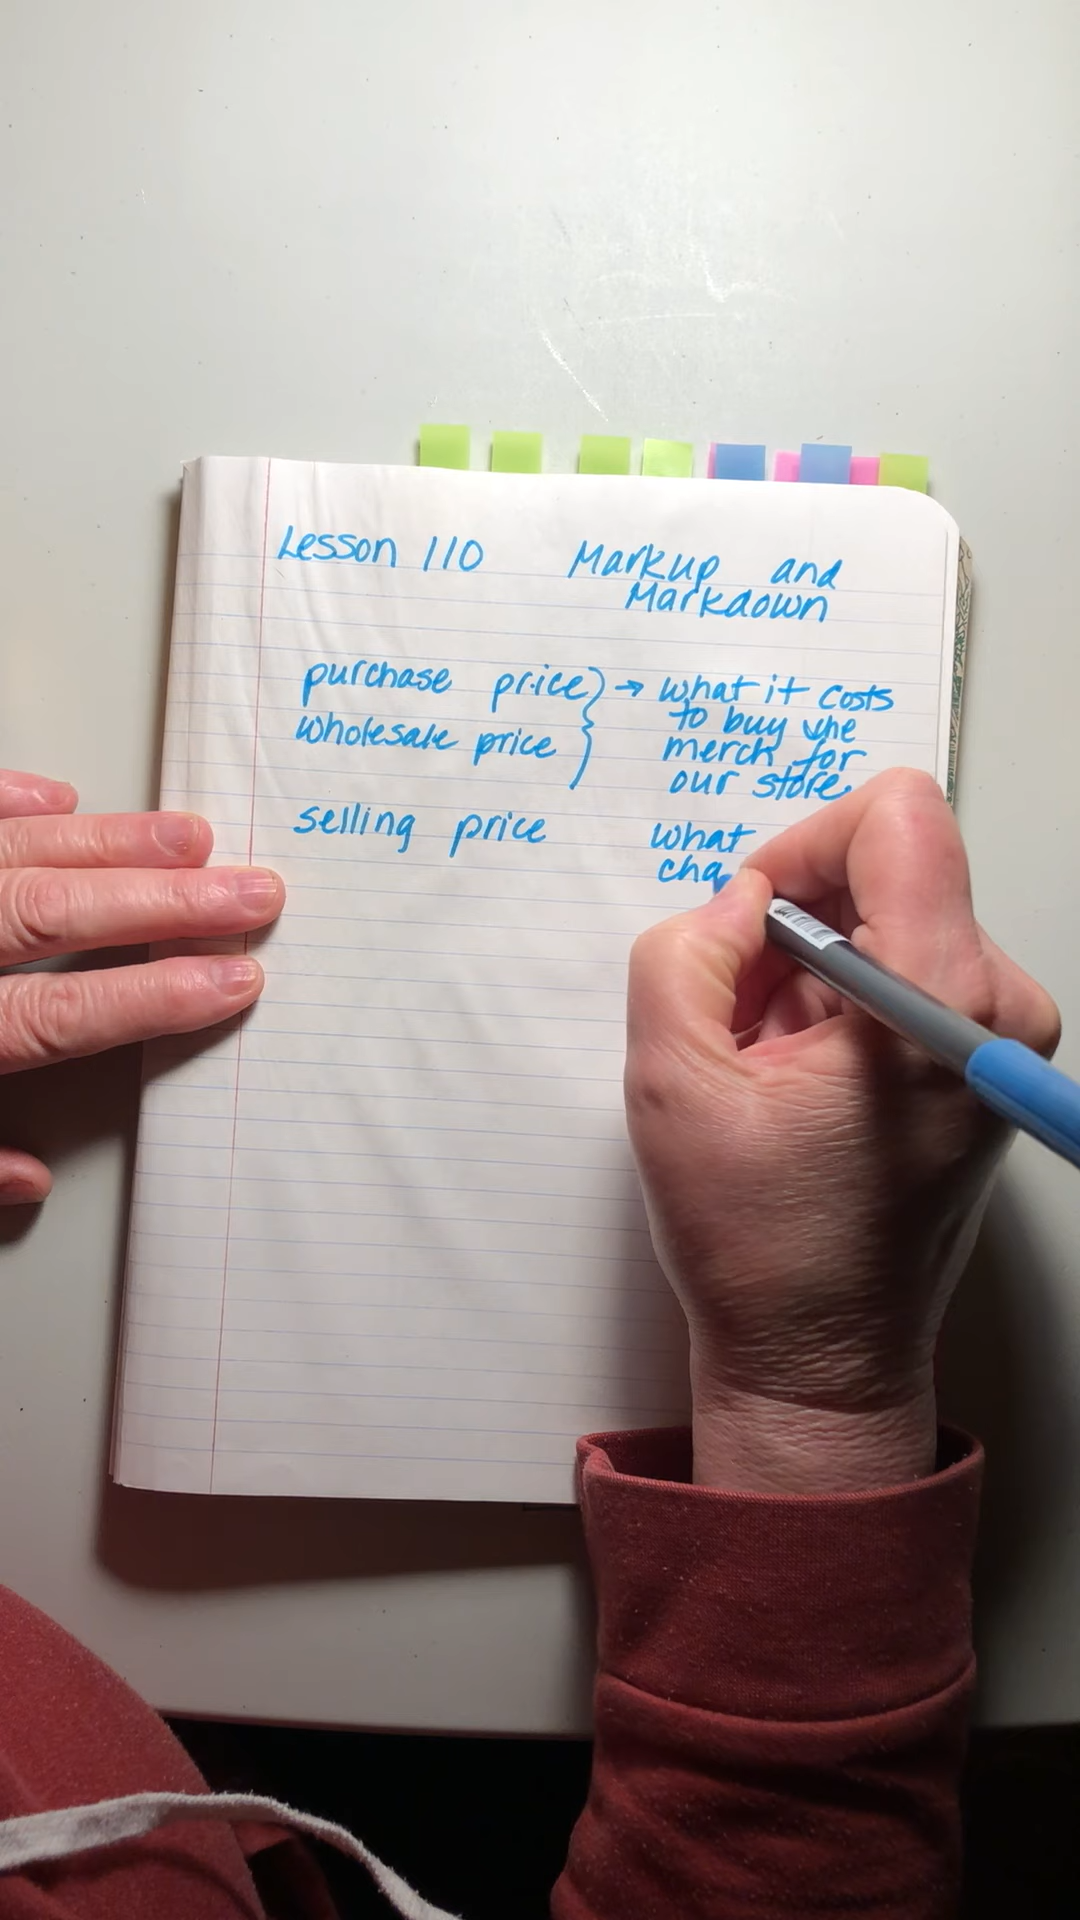 Lesson 110 Markup and
Markdown
purchase price } → what it costs
to buy the
wholesale price merch for
our store
selling price what
cha